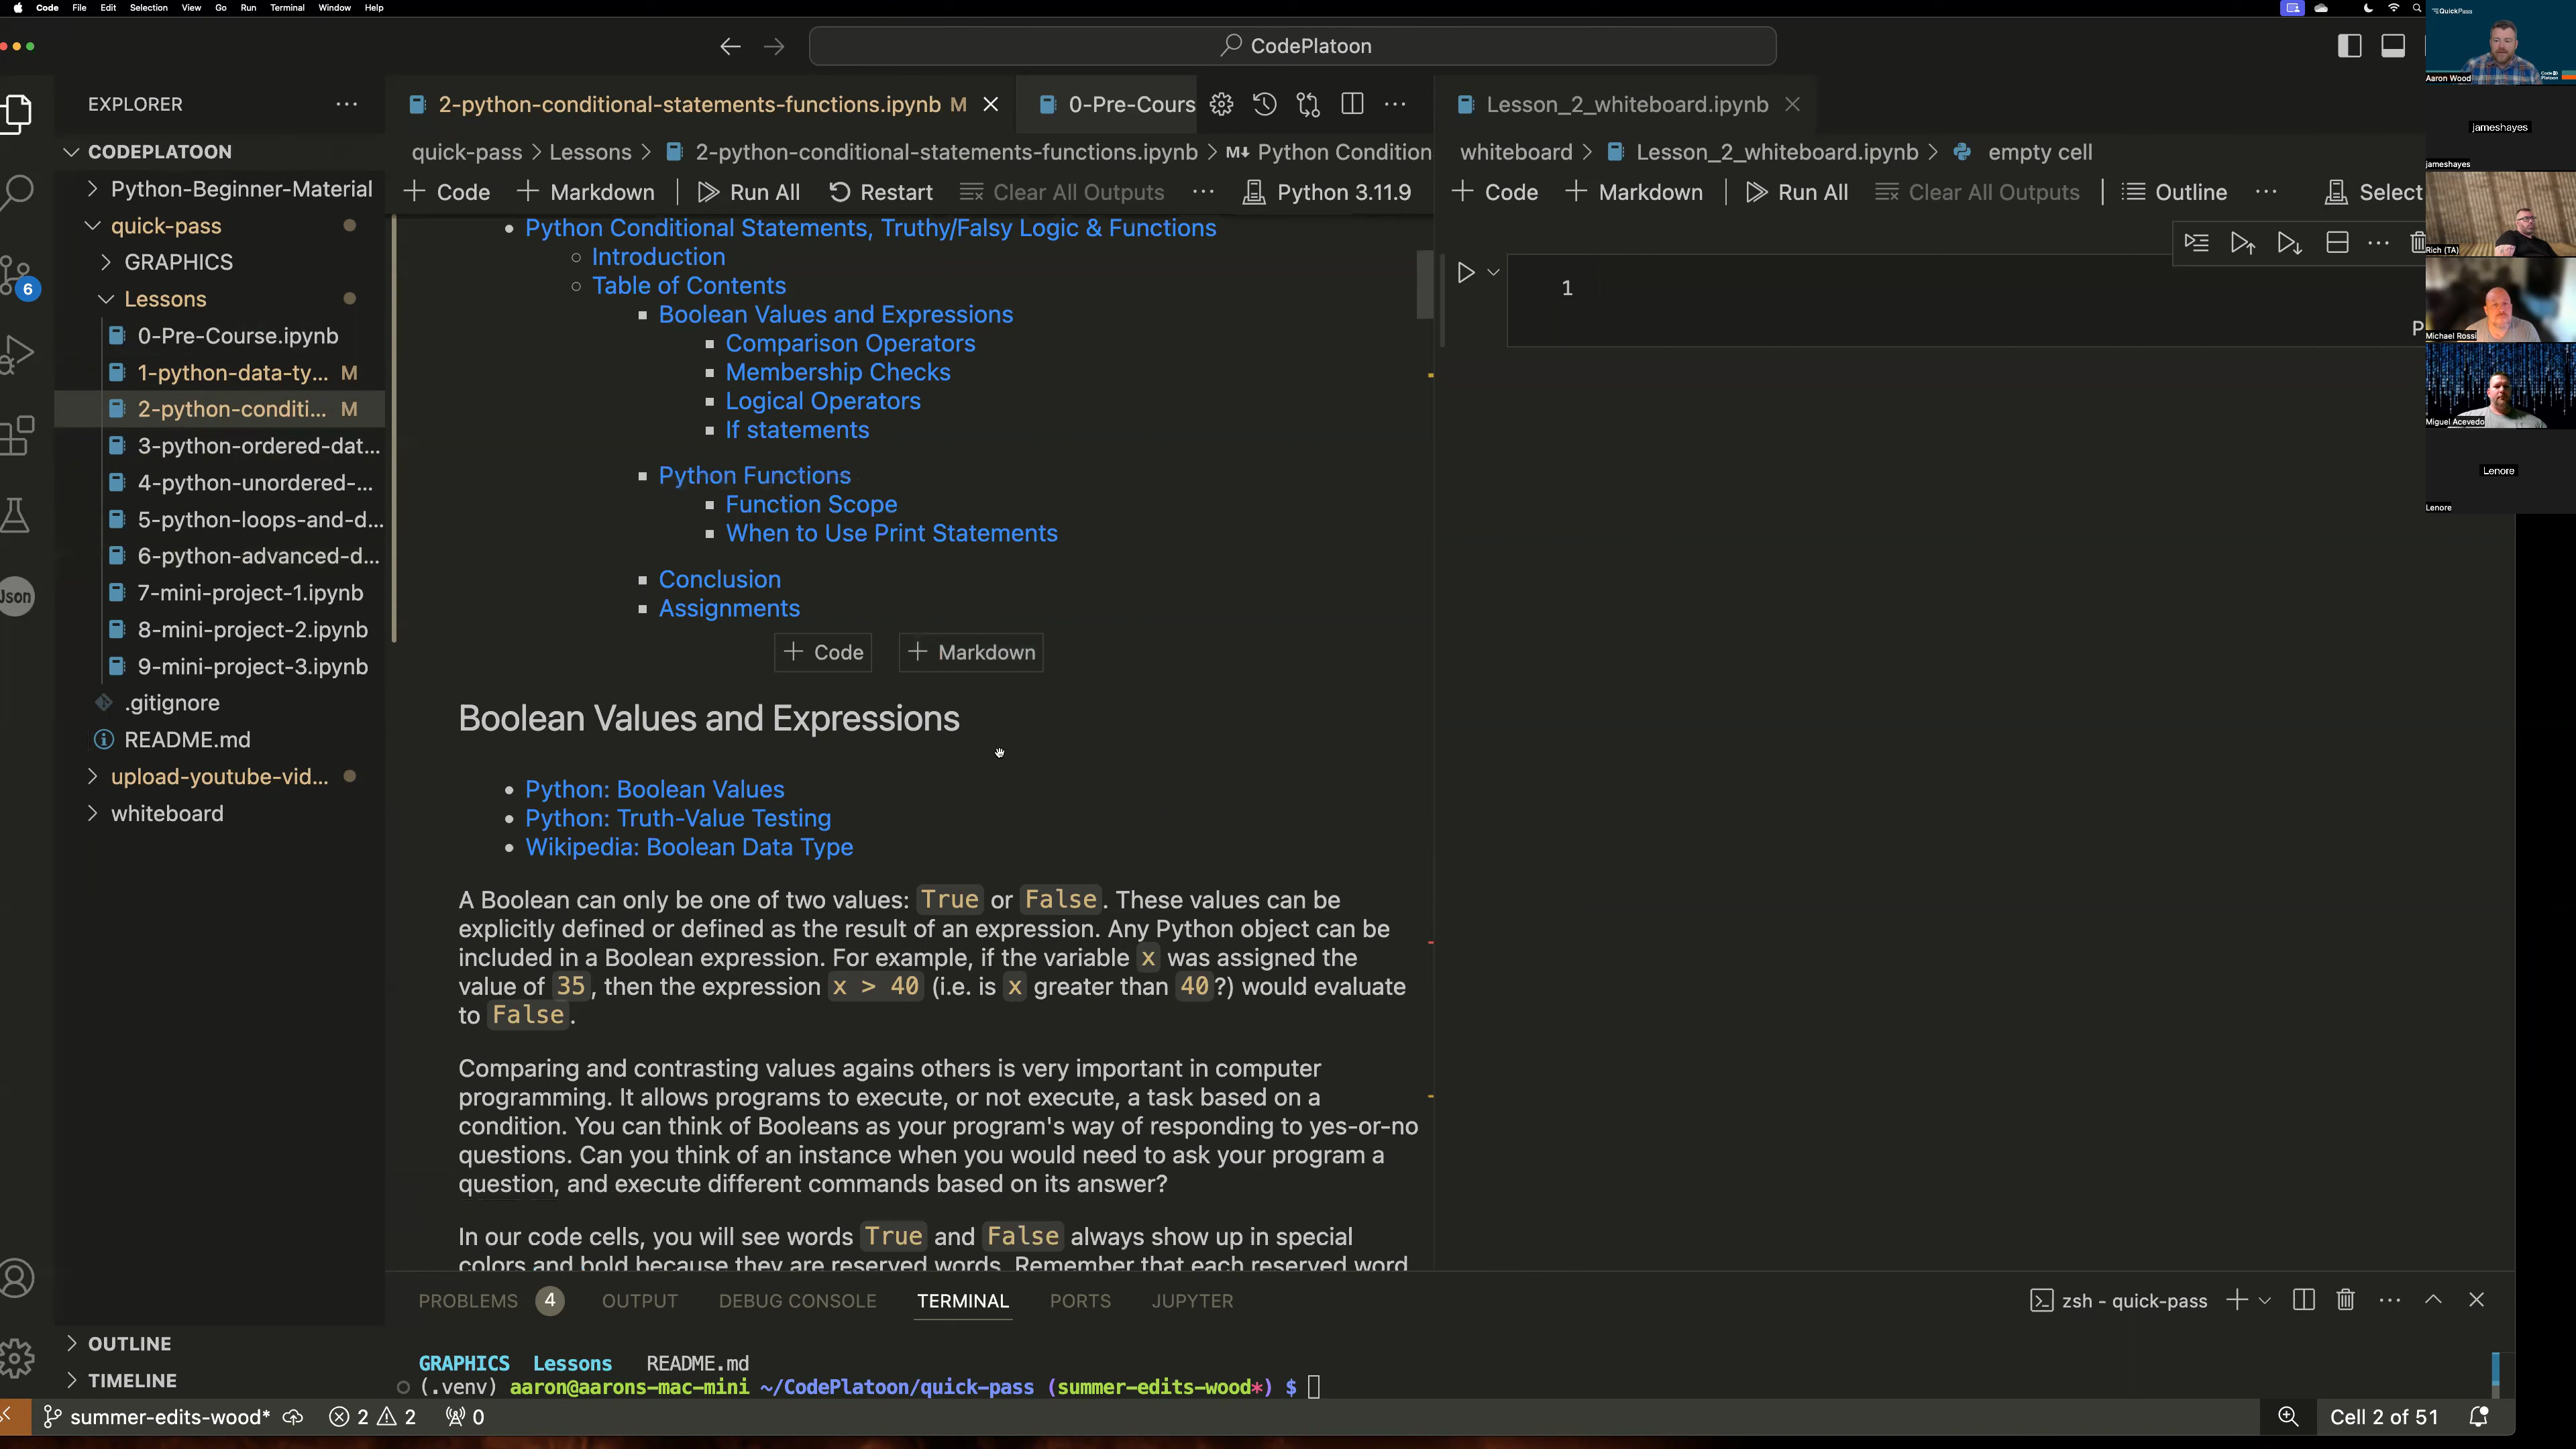 Code File Edit Selection View Go Run Terminal Window Help
CodePlatoon
EXPLORER
CODEPLATOON
Python-Beginner-Material
quick-pass
GRAPHICS
Lessons
0-Pre-Course.ipynb
1-python-data-ty... M
2-python-conditi... M
3-python-ordered-dat...
4-python-unordered-...
5-python-loops-and-d...
6-python-advanced-d...
7-mini-project-1.ipynb
8-mini-project-2.ipynb
9-mini-project-3.ipynb
.gitignore
README.md
upload-youtube-vid...
whiteboard
OUTLINE
TIMELINE
6
Json
2-python-conditional-statements-functions.ipynb M
0-Pre-Cours
quick-pass > Lessons > 2-python-conditional-statements-functions.ipynb > M↓ Python Condition
+ Code + Markdown Run All Restart Clear All Outputs ... Python 3.11.9
Python Conditional Statements, Truthy/Falsy Logic & Functions
Introduction
Table of Contents
Boolean Values and Expressions
Comparison Operators
Membership Checks
Logical Operators
If statements
Python Functions
Function Scope
When to Use Print Statements
Conclusion
Assignments
+ Code + Markdown
Boolean Values and Expressions
Python: Boolean Values
Python: Truth-Value Testing
Wikipedia: Boolean Data Type
A Boolean can only be one of two values: True or False. These values can be
explicitly defined or defined as the result of an expression. Any Python object can be
included in a Boolean expression. For example, if the variable x was assigned the
value of 35, then the expression x > 40 (i.e. is x greater than 40?) would evaluate
to False.
Comparing and contrasting values agains others is very important in computer
programming. It allows programs to execute, or not execute, a task based on a
condition. You can think of Booleans as your program's way of responding to yes-or-no
questions. Can you think of an instance when you would need to ask your program a
question, and execute different commands based on its answer?
In our code cells, you will see words True and False always show up in special
colors and bold because they are reserved words. Remember that each reserved word
Lesson_2_whiteboard.ipynb
whiteboard > Lesson_2_whiteboard.ipynb > empty cell
+ Code + Markdown Run All Clear All Outputs Outline ... Select
1
P
QuickPass
Aaron Wood
Code Platoon
jameshayes
jameshayes
Rich (TA)
Michael Rossi
Miguel Acevedo
Lenore
Lenore
PROBLEMS 4 OUTPUT DEBUG CONSOLE TERMINAL PORTS JUPYTER
zsh - quick-pass
GRAPHICS Lessons README.md
(.venv) aaron@aarons-mac-mini ~/CodePlatoon/quick-pass (summer-edits-wood*) $
summer-edits-wood* 2 2 0
Cell 2 of 51